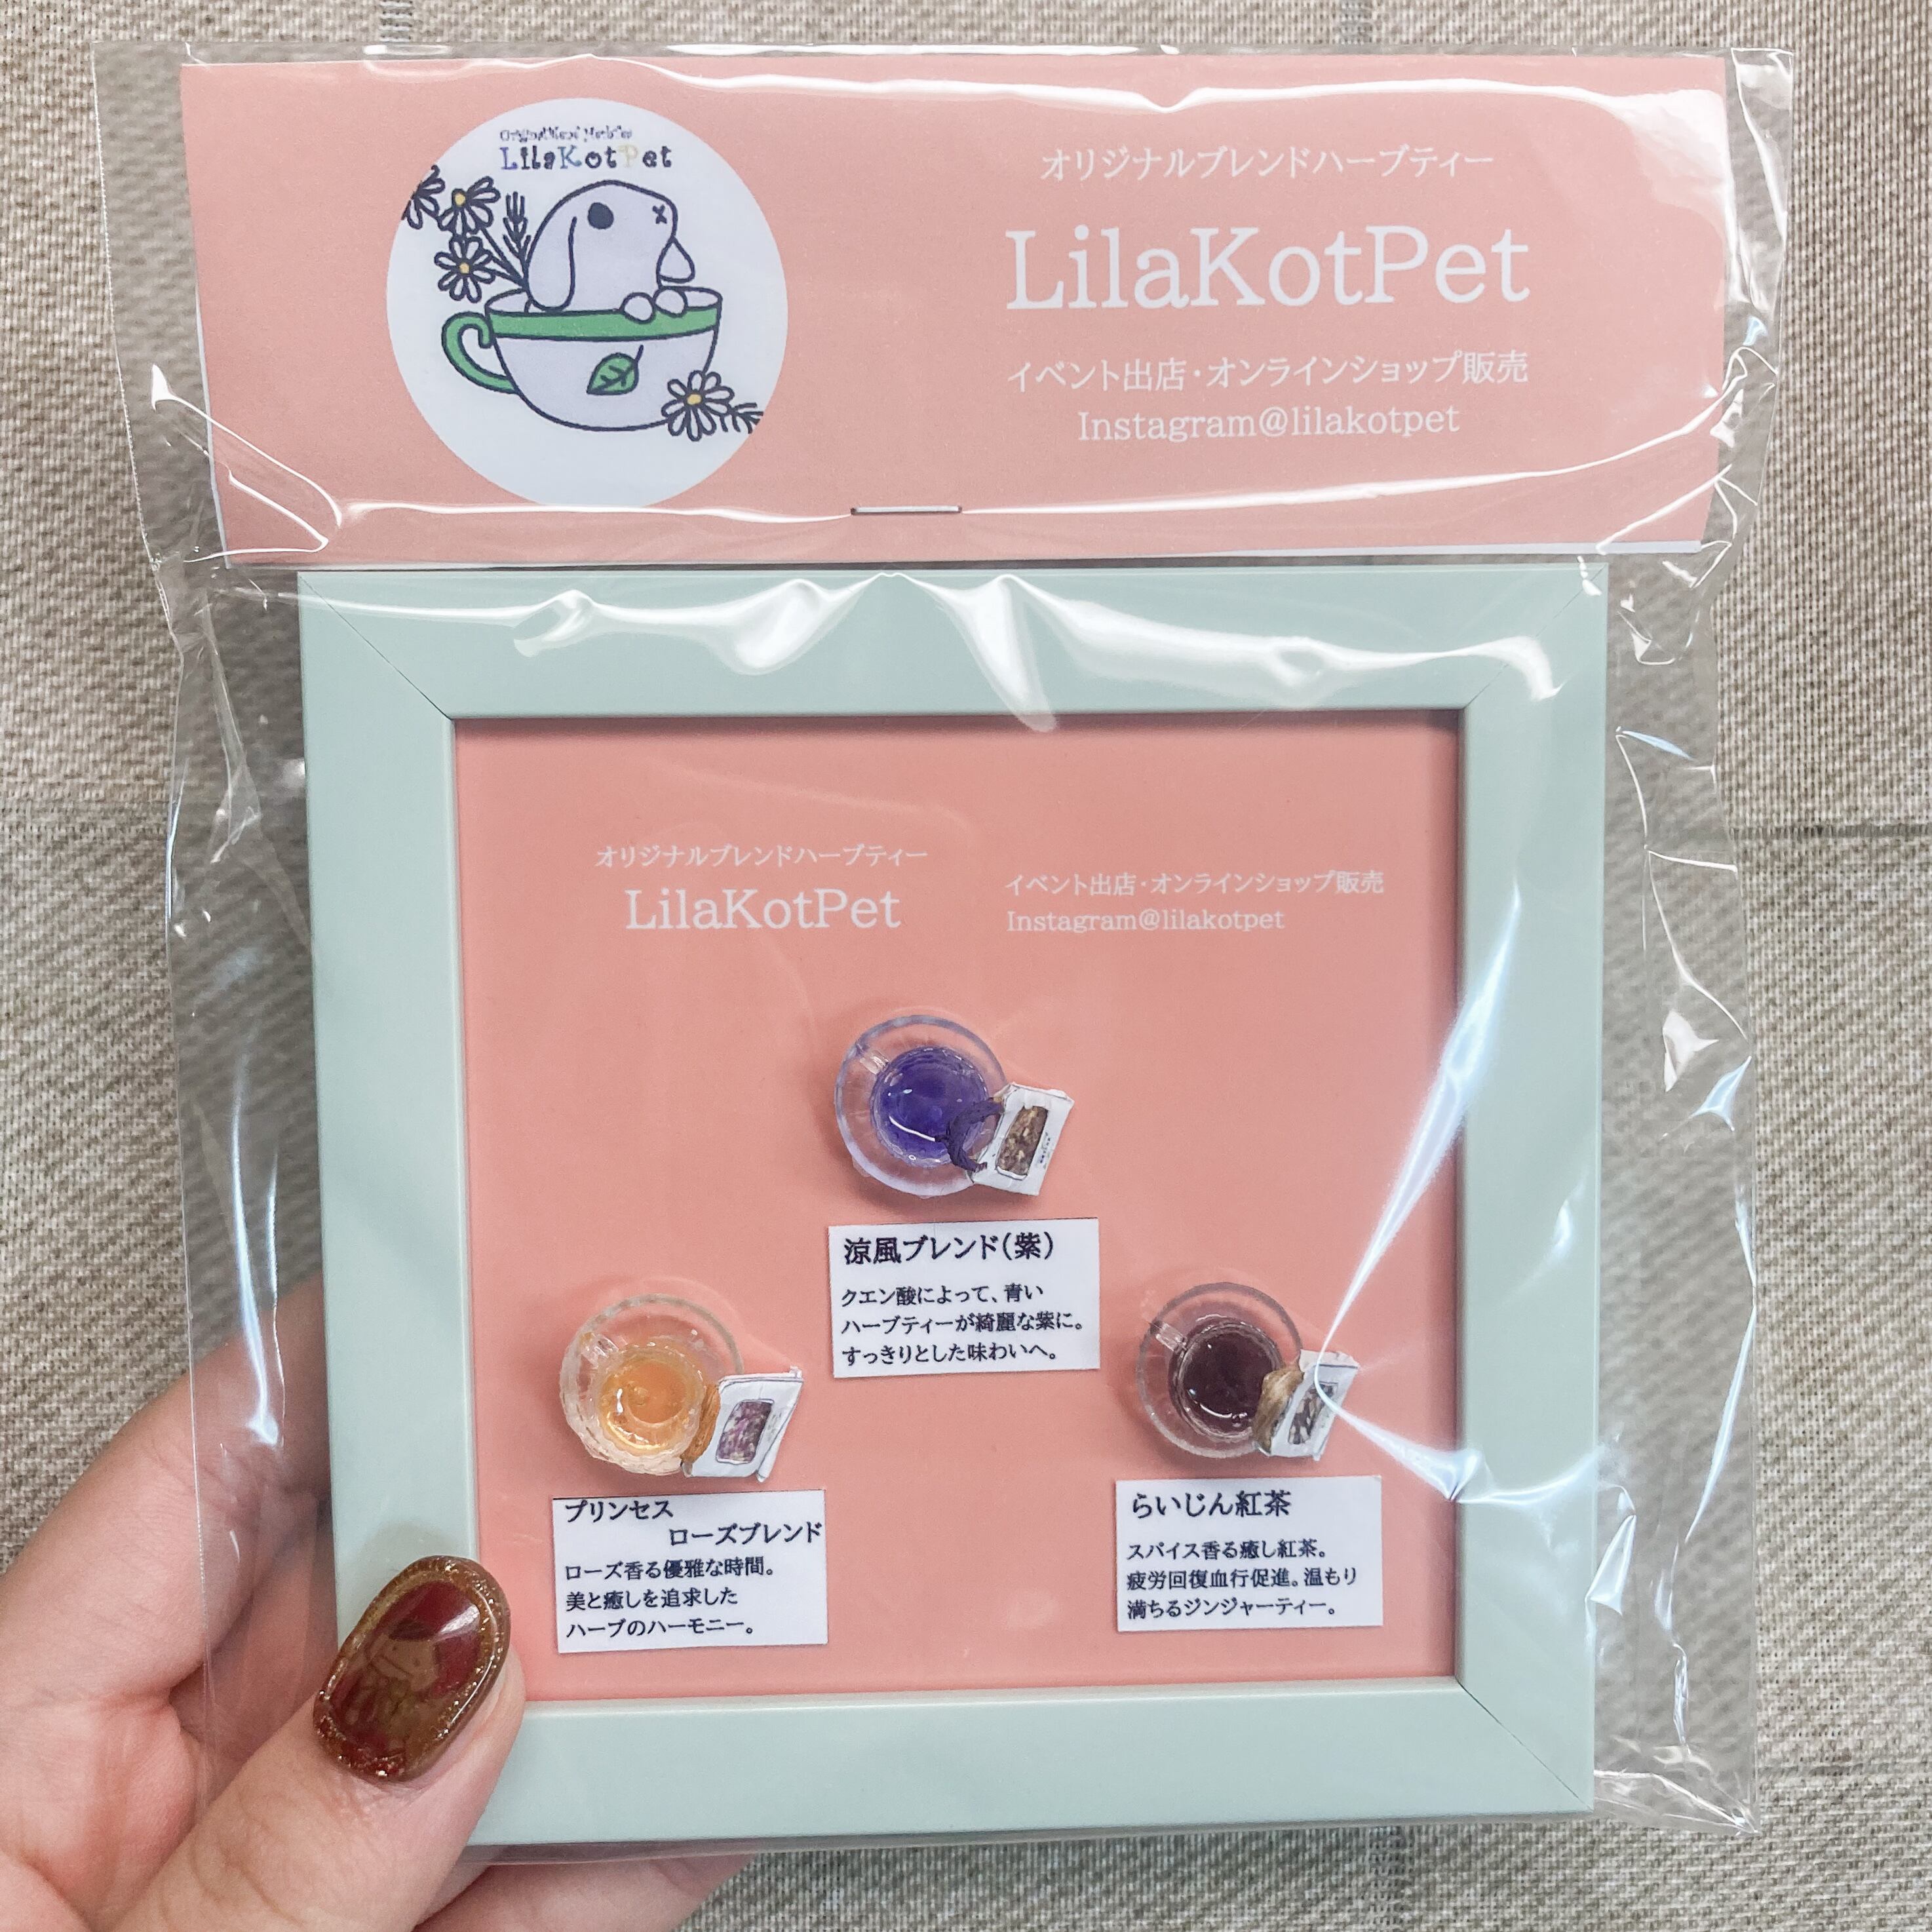 LilaKotPet
オリジナルブレンドハーブティー
LilaKotPet
イベント出店・オンラインショップ販売
Instagram@lilakotpet
オリジナルブレンドハーブティー
LilaKotPet
イベント出店・オンラインショップ販売
Instagram@lilakotpet
涼風ブレンド(紫)
クエン酸によって、青い
ハーブティーが綺麗な紫に。
すっきりとした味わいへ。
プリンセス
ローズブレンド
ローズ香る優雅な時間。
美と癒しを追求した
ハーブのハーモニー。
らいじん紅茶
スパイス香る癒し紅茶。
疲労回復血行促進。温もり
満ちるジンジャーティー。